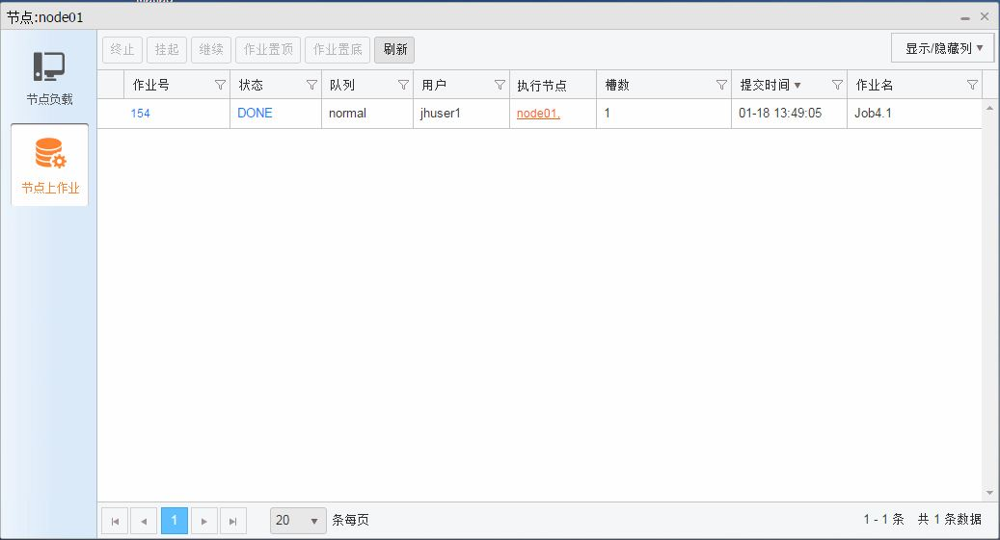 节点:node01
节点负载
节点上作业
终止 挂起 继续 作业置顶 作业置底 刷新 显示/隐藏列
作业号 状态 队列 用户 执行节点 槽数 提交时间 作业名
154 DONE normal jhuser1 node01. 1 01-18 13:49:05 Job4.1
1 20 条每页 1 - 1 条 共 1 条数据